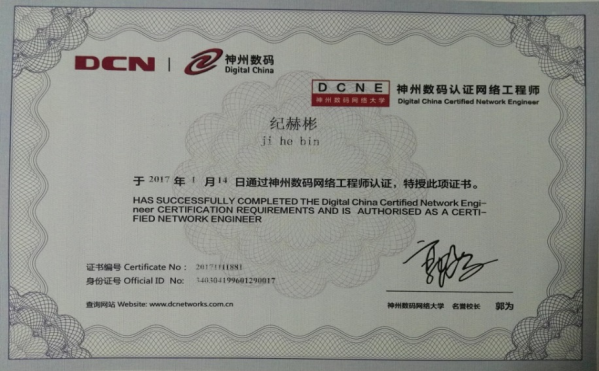 DCN 神州数码
Digital China
DCNE 神州数码认证网络工程师
神州数码网络大学 Digital China Certified Network Engineer
纪赫彬
ji he bin
于 2017 年 1 月 14 日通过神州数码网络工程师认证，特授此项证书。
HAS SUCCESSFULLY COMPLETED THE Digital China Certified Network Engi-
neer CERTIFICATION REQUIREMENTS AND IS AUTHORISED AS A CERTI-
FIED NETWORK ENGINEER
证书编号 Certificate No :
身份证号 Official ID No:
查询网站 Website: www.dcnetworks.com.cn
神州数码网络大学 名誉校长 郭为